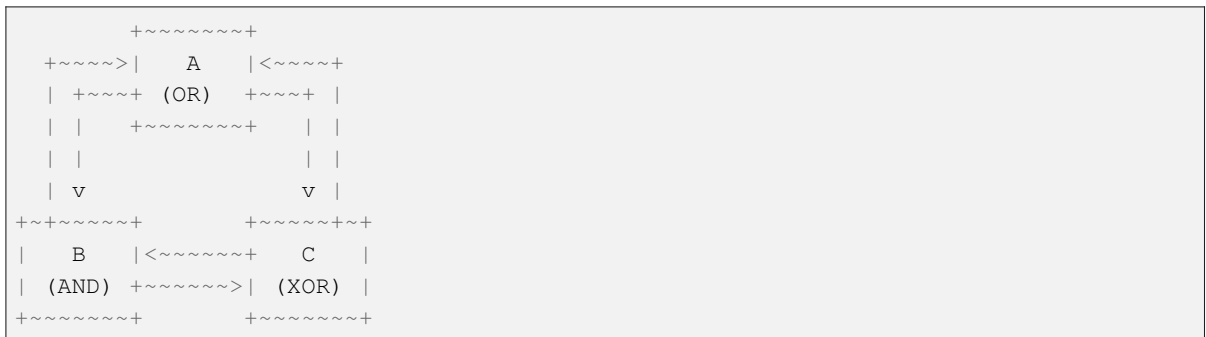 +~~~~~~~+
  +~~~~>|   A   |<~~~~+
  | +~~~+ (OR)  +~~~+ |
  | |   +~~~~~~~+   | |
  | |               | |
  | v               v |
+~+~~~~~+       +~~~~~+~+
|   B   |<~~~~~~+   C   |
| (AND) +~~~~~~>| (XOR) |
+~~~~~~~+       +~~~~~~~+